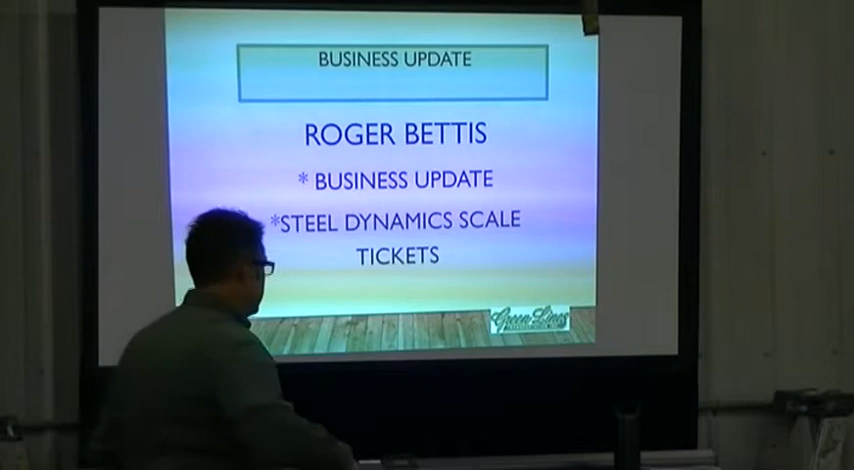 BUSINESS UPDATE
ROGER BETTIS
* BUSINESS UPDATE
*STEEL DYNAMICS SCALE
TICKETS
Green Lines